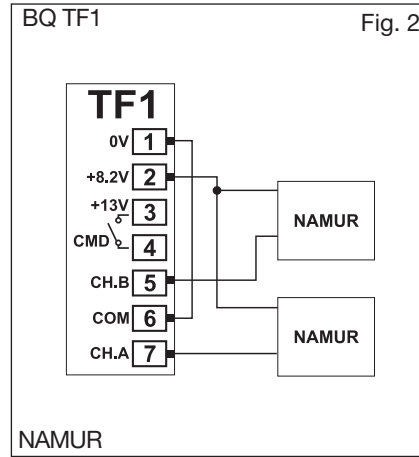 BQ TF1 Fig. 2
TF1
0V 1
+8.2V 2
+13V 3
CMD 4
CH.B 5
COM 6
CH.A 7
NAMUR
NAMUR
NAMUR